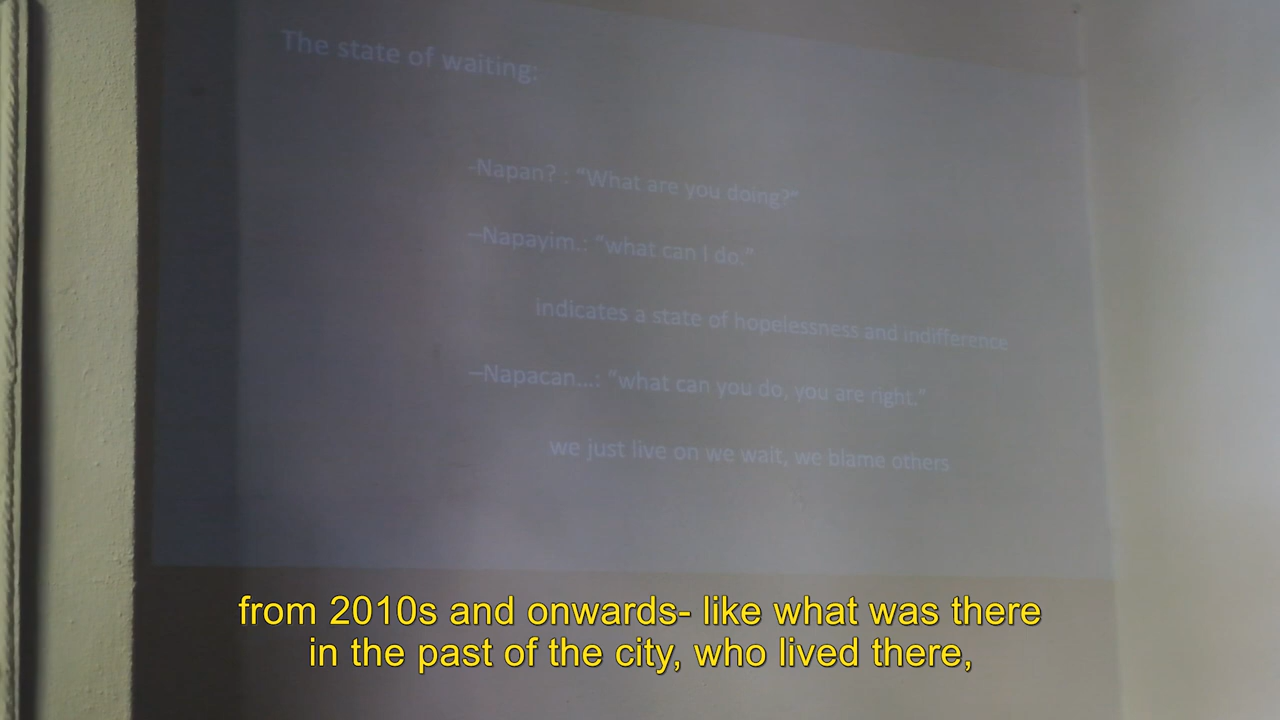 The state of waiting:
-Napan? : “What are you doing?”
–Napayim.: “what can I do.”
indicates a state of hopelessness and indifference
–Napacan...: “what can you do, you are right.”
we just live on we wait, we blame others
from 2010s and onwards- like what was there
in the past of the city, who lived there,